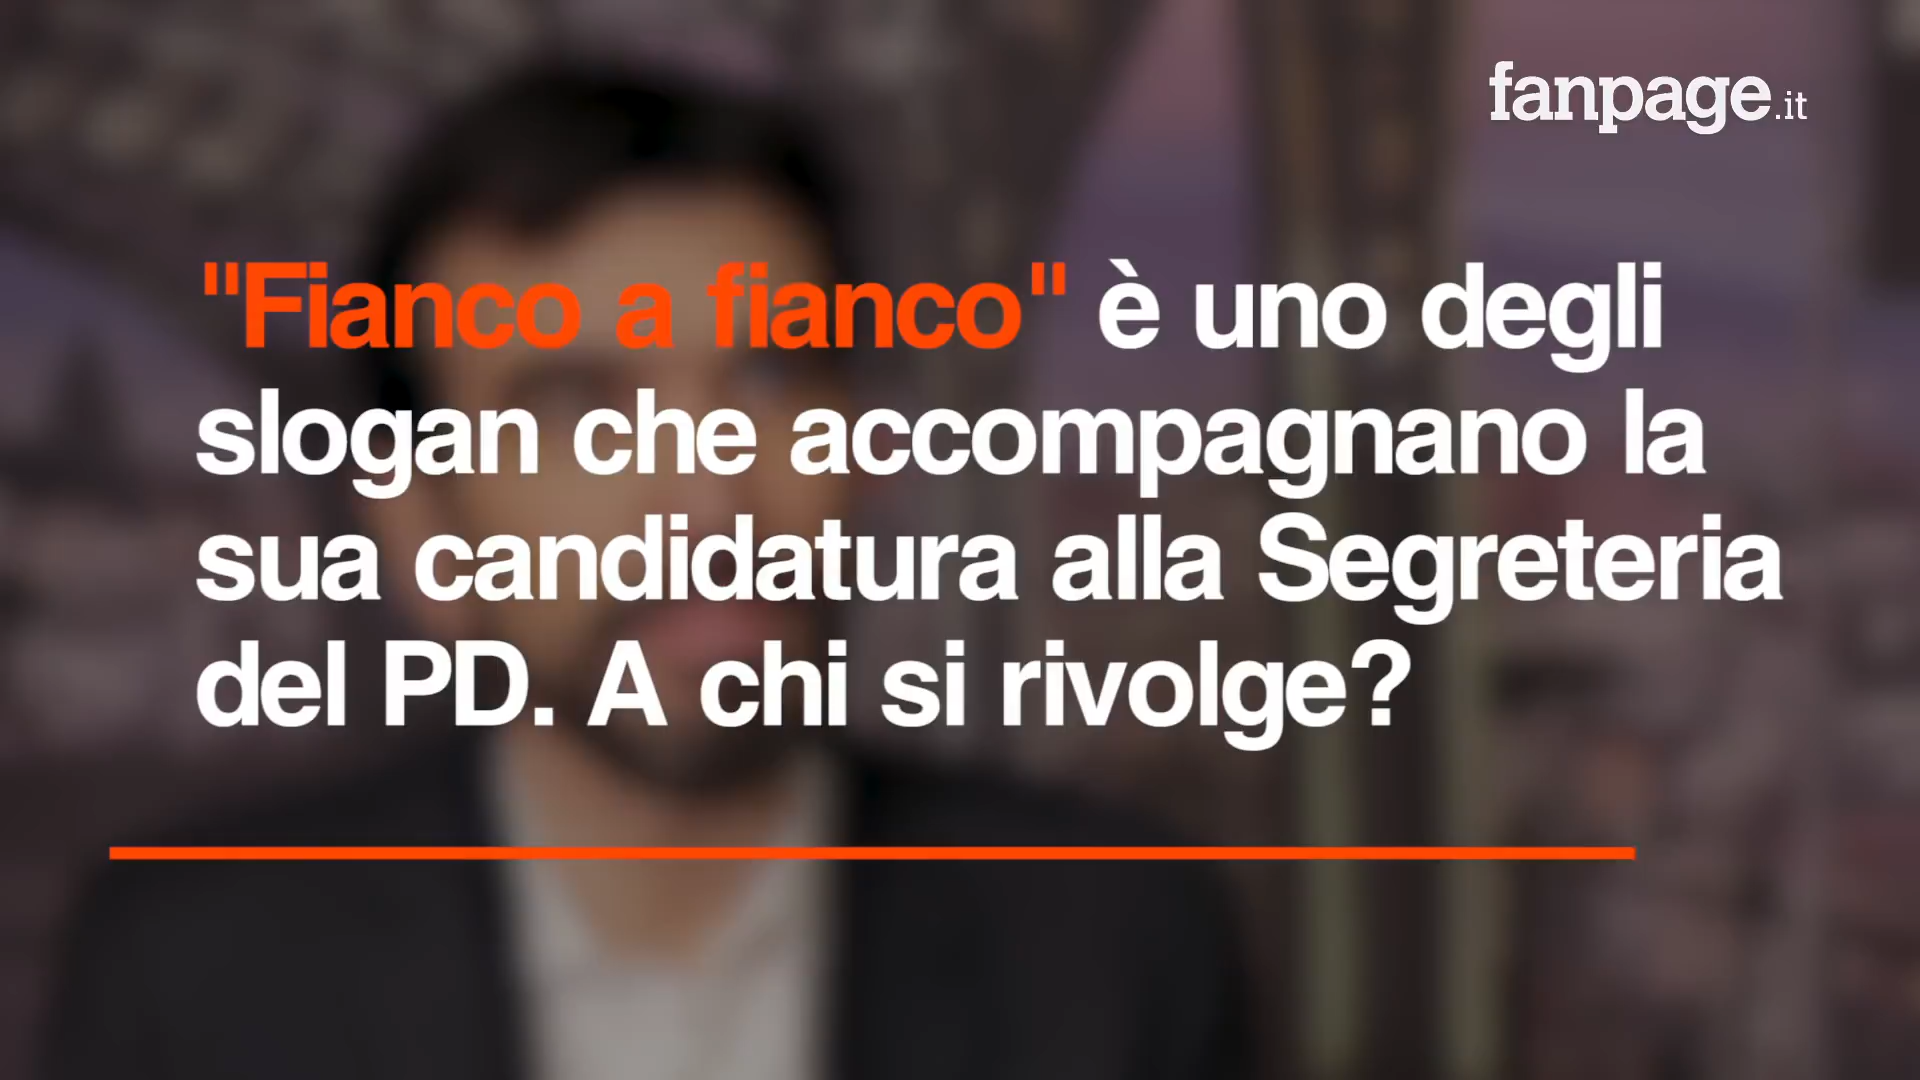 fanpage.it
"Fianco a fianco" è uno degli
slogan che accompagnano la
sua candidatura alla Segreteria
del PD. A chi si rivolge?